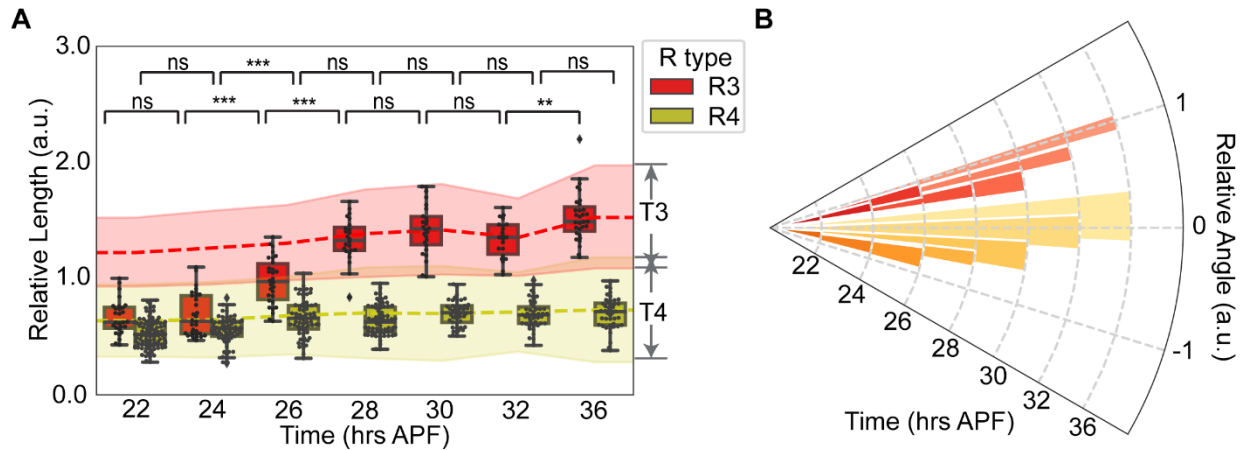 A
3.0
2.0
1.0
0.0
Relative Length (a.u.)
ns *** ns ns ns ns
ns *** *** ns ns **
22 24 26 28 30 32 36
Time (hrs APF)
R type
R3
R4
T3
T4
B
22
24
26
28
30
32
36
Time (hrs APF)
1
0
-1
Relative Angle (a.u.)